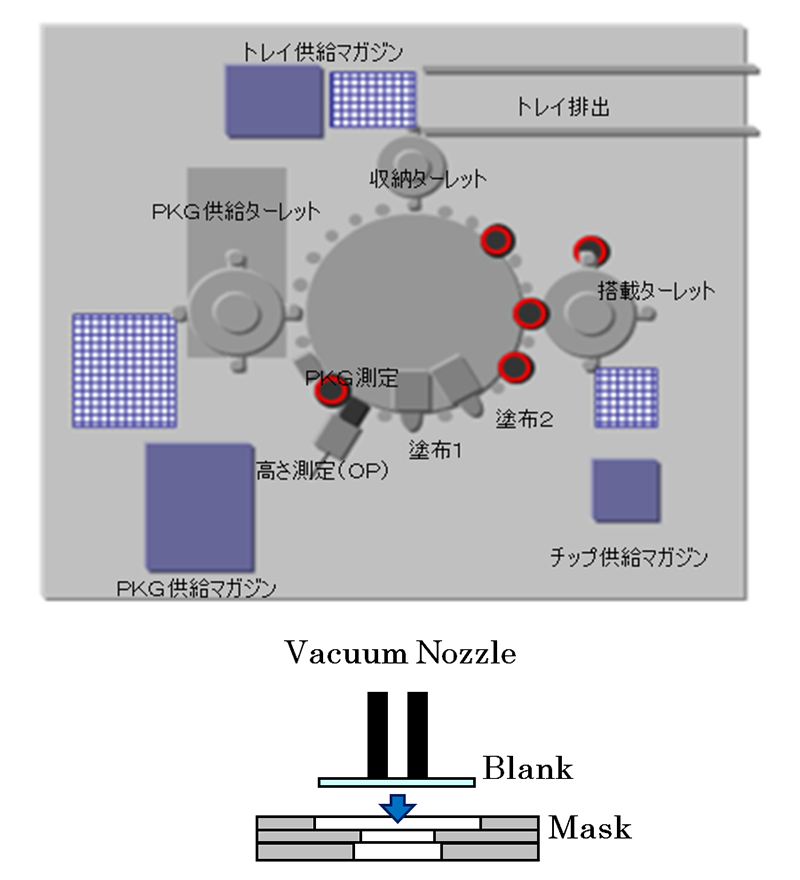 トレイ供給マガジン
トレイ排出
収納ターレット
PKG供給ターレット
搭載ターレット
PKG測定
塗布2
塗布1
高さ測定(OP)
チップ供給マガジン
PKG供給マガジン
Vacuum Nozzle
Blank
Mask